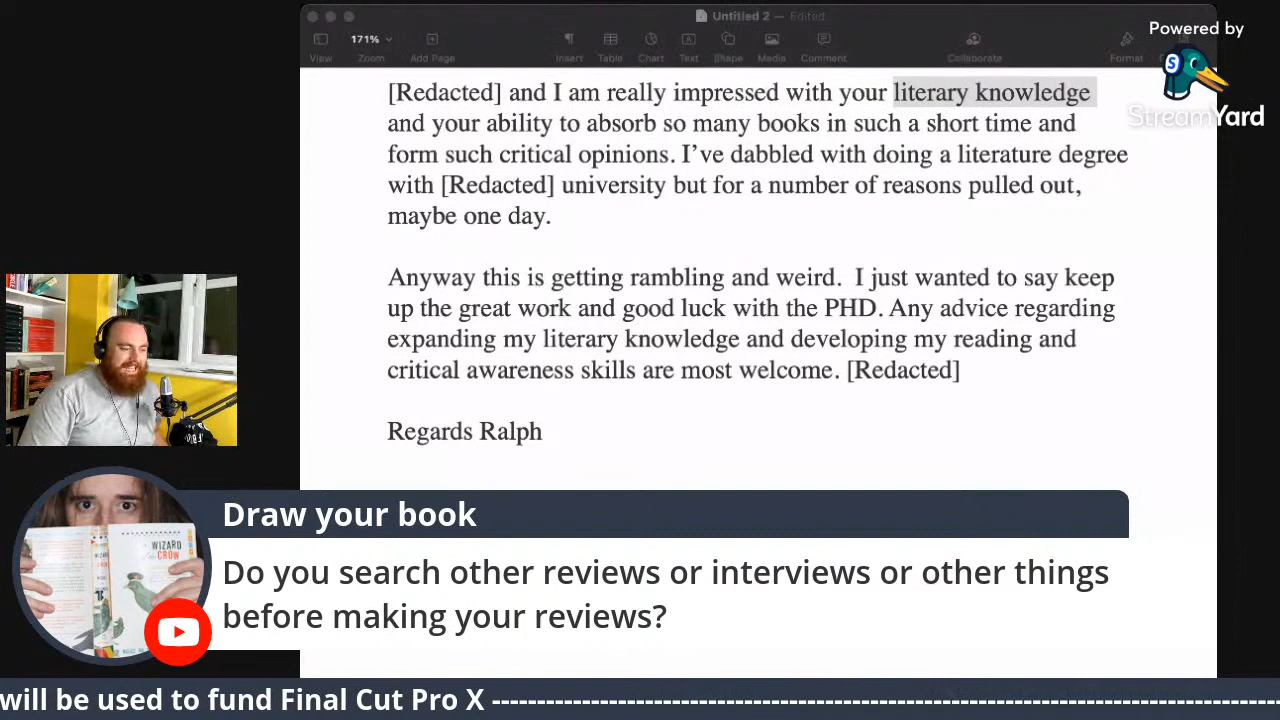 Untitled 2 — Edited
171%
View Zoom Add Page Insert Table Chart Text Shape Media Comment Collaborate Format
Powered by
StreamYard
[Redacted] and I am really impressed with your literary knowledge
and your ability to absorb so many books in such a short time and
form such critical opinions. I’ve dabbled with doing a literature degree
with [Redacted] university but for a number of reasons pulled out,
maybe one day.
Anyway this is getting rambling and weird.  I just wanted to say keep
up the great work and good luck with the PHD. Any advice regarding
expanding my literary knowledge and developing my reading and
critical awareness skills are most welcome. [Redacted]
Regards Ralph
WIZARD
CROW
Draw your book
Do you search other reviews or interviews or other things
before making your reviews?
will be used to fund Final Cut Pro X ------------------------------------------------------------